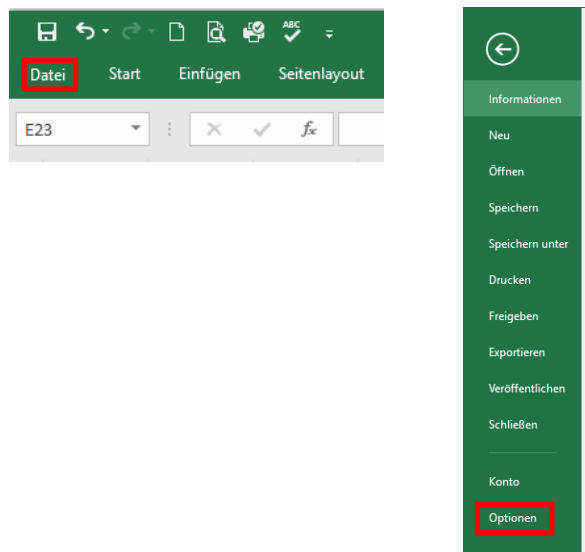 ABC
Datei Start Einfügen Seitenlayout
E23 fx
Informationen
Neu
Öffnen
Speichern
Speichern unter
Drucken
Freigeben
Exportieren
Veröffentlichen
Schließen
Konto
Optionen